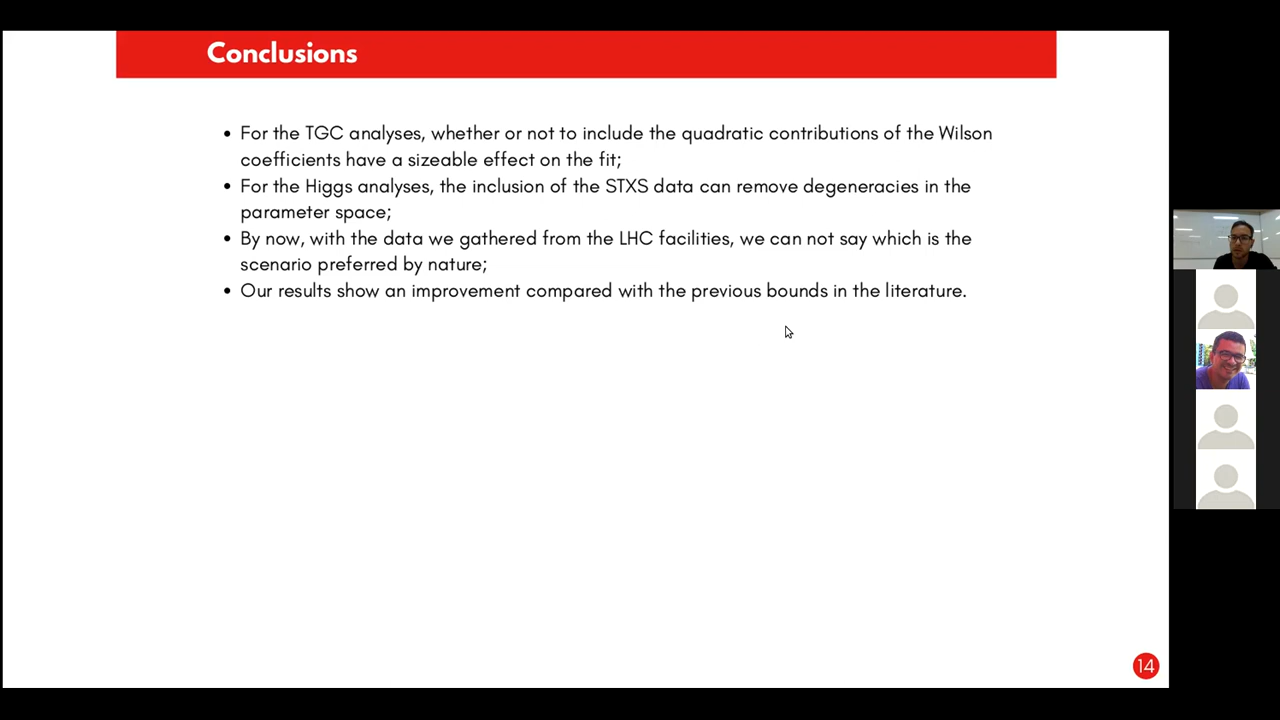 Conclusions
• For the TGC analyses, whether or not to include the quadratic contributions of the Wilson
coefficients have a sizeable effect on the fit;
• For the Higgs analyses, the inclusion of the STXS data can remove degeneracies in the
parameter space;
• By now, with the data we gathered from the LHC facilities, we can not say which is the
scenario preferred by nature;
• Our results show an improvement compared with the previous bounds in the literature.
14